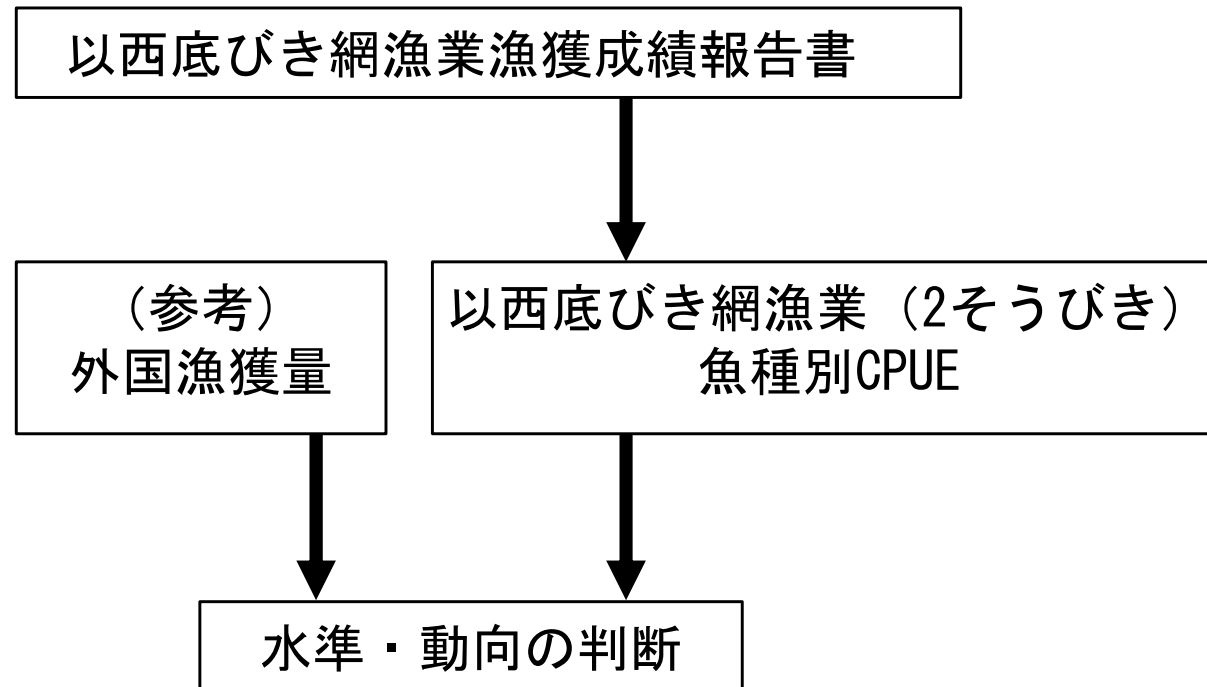 以西底びき網漁業漁獲成績報告書
（参考）
外国漁獲量
以西底びき網漁業（2そうびき）
魚種別CPUE
水準・動向の判断